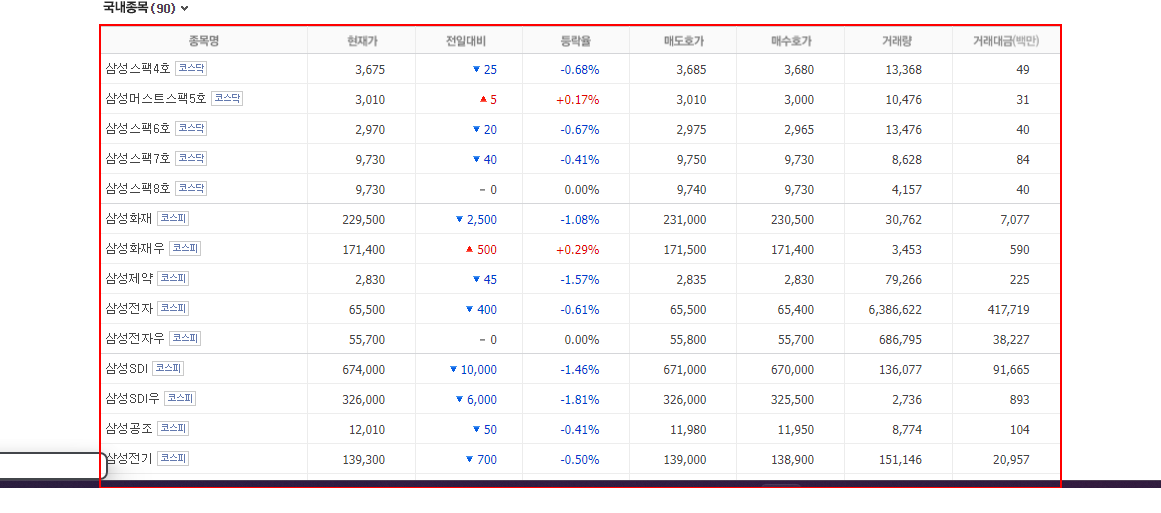 국내종목 (90)
종목명 현재가 전일대비 등락율 매도호가 매수호가 거래량 거래대금(백만)
삼성스팩4호 코스닥 3,675 ▼ 25 -0.68% 3,685 3,680 13,368 49
삼성머스트스팩5호 코스닥 3,010 ▲ 5 +0.17% 3,010 3,000 10,476 31
삼성스팩6호 코스닥 2,970 ▼ 20 -0.67% 2,975 2,965 13,476 40
삼성스팩7호 코스닥 9,730 ▼ 40 -0.41% 9,750 9,730 8,628 84
삼성스팩8호 코스닥 9,730 - 0 0.00% 9,740 9,730 4,157 40
삼성화재 코스피 229,500 ▼ 2,500 -1.08% 231,000 230,500 30,762 7,077
삼성화재우 코스피 171,400 ▲ 500 +0.29% 171,500 171,400 3,453 590
삼성제약 코스피 2,830 ▼ 45 -1.57% 2,835 2,830 79,266 225
삼성전자 코스피 65,500 ▼ 400 -0.61% 65,500 65,400 6,386,622 417,719
삼성전자우 코스피 55,700 - 0 0.00% 55,800 55,700 686,795 38,227
삼성SDI 코스피 674,000 ▼ 10,000 -1.46% 671,000 670,000 136,077 91,665
삼성SDI우 코스피 326,000 ▼ 6,000 -1.81% 326,000 325,500 2,736 893
삼성공조 코스피 12,010 ▼ 50 -0.41% 11,980 11,950 8,774 104
삼성전기 코스피 139,300 ▼ 700 -0.50% 139,000 138,900 151,146 20,957